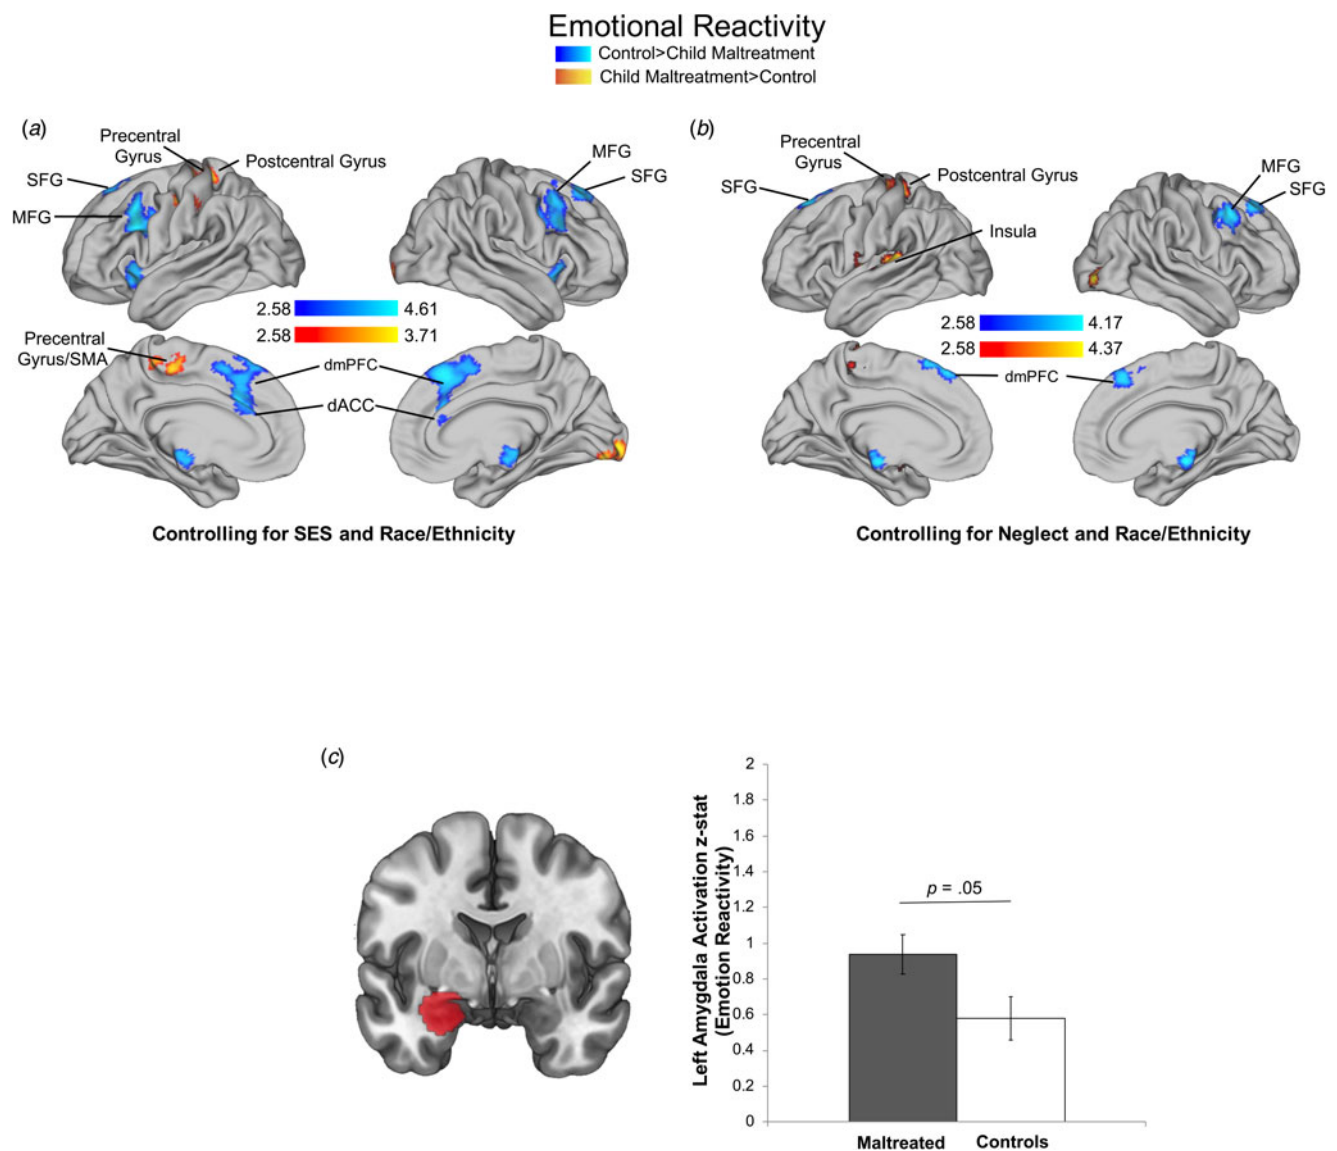 Emotional Reactivity
Control>Child Maltreatment
Child Maltreatment>Control
(a)
Precentral
Gyrus
Postcentral Gyrus
SFG
MFG
MFG
SFG
2.58
4.61
2.58
3.71
Precentral
Gyrus/SMA
dmPFC
dACC
Controlling for SES and Race/Ethnicity
(b)
Precentral
Gyrus
Postcentral Gyrus
SFG
Insula
MFG
SFG
2.58
4.17
2.58
4.37
dmPFC
Controlling for Neglect and Race/Ethnicity
(c)
Left Amygdala Activation z-stat
(Emotion Reactivity)
2
1.8
1.6
1.4
1.2
1
0.8
0.6
0.4
0.2
0
p = .05
Maltreated
Controls